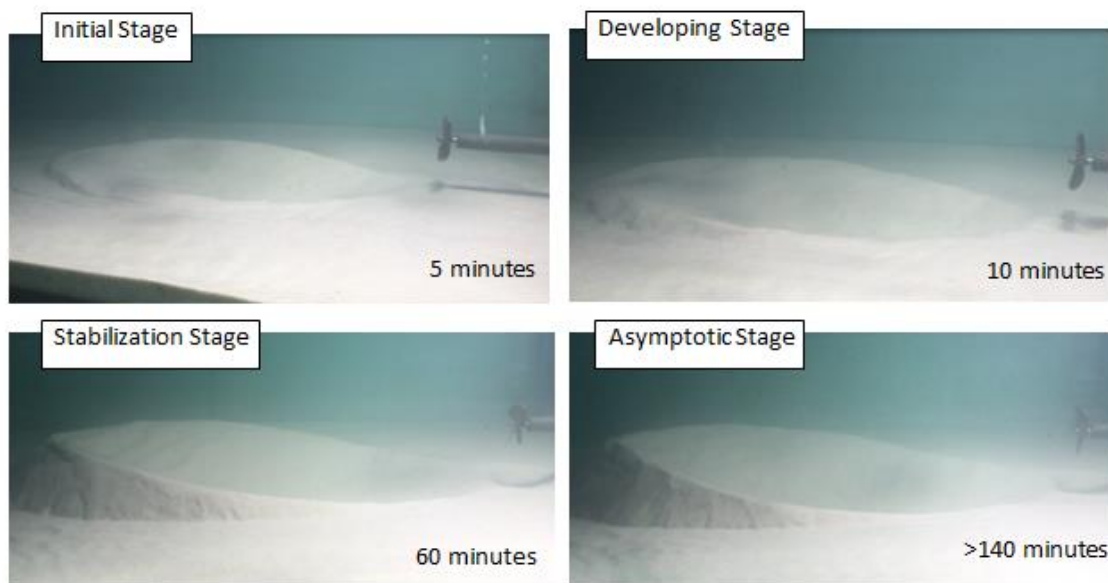 Initial Stage
5 minutes
Developing Stage
10 minutes
Stabilization Stage
60 minutes
Asymptotic Stage
>140 minutes